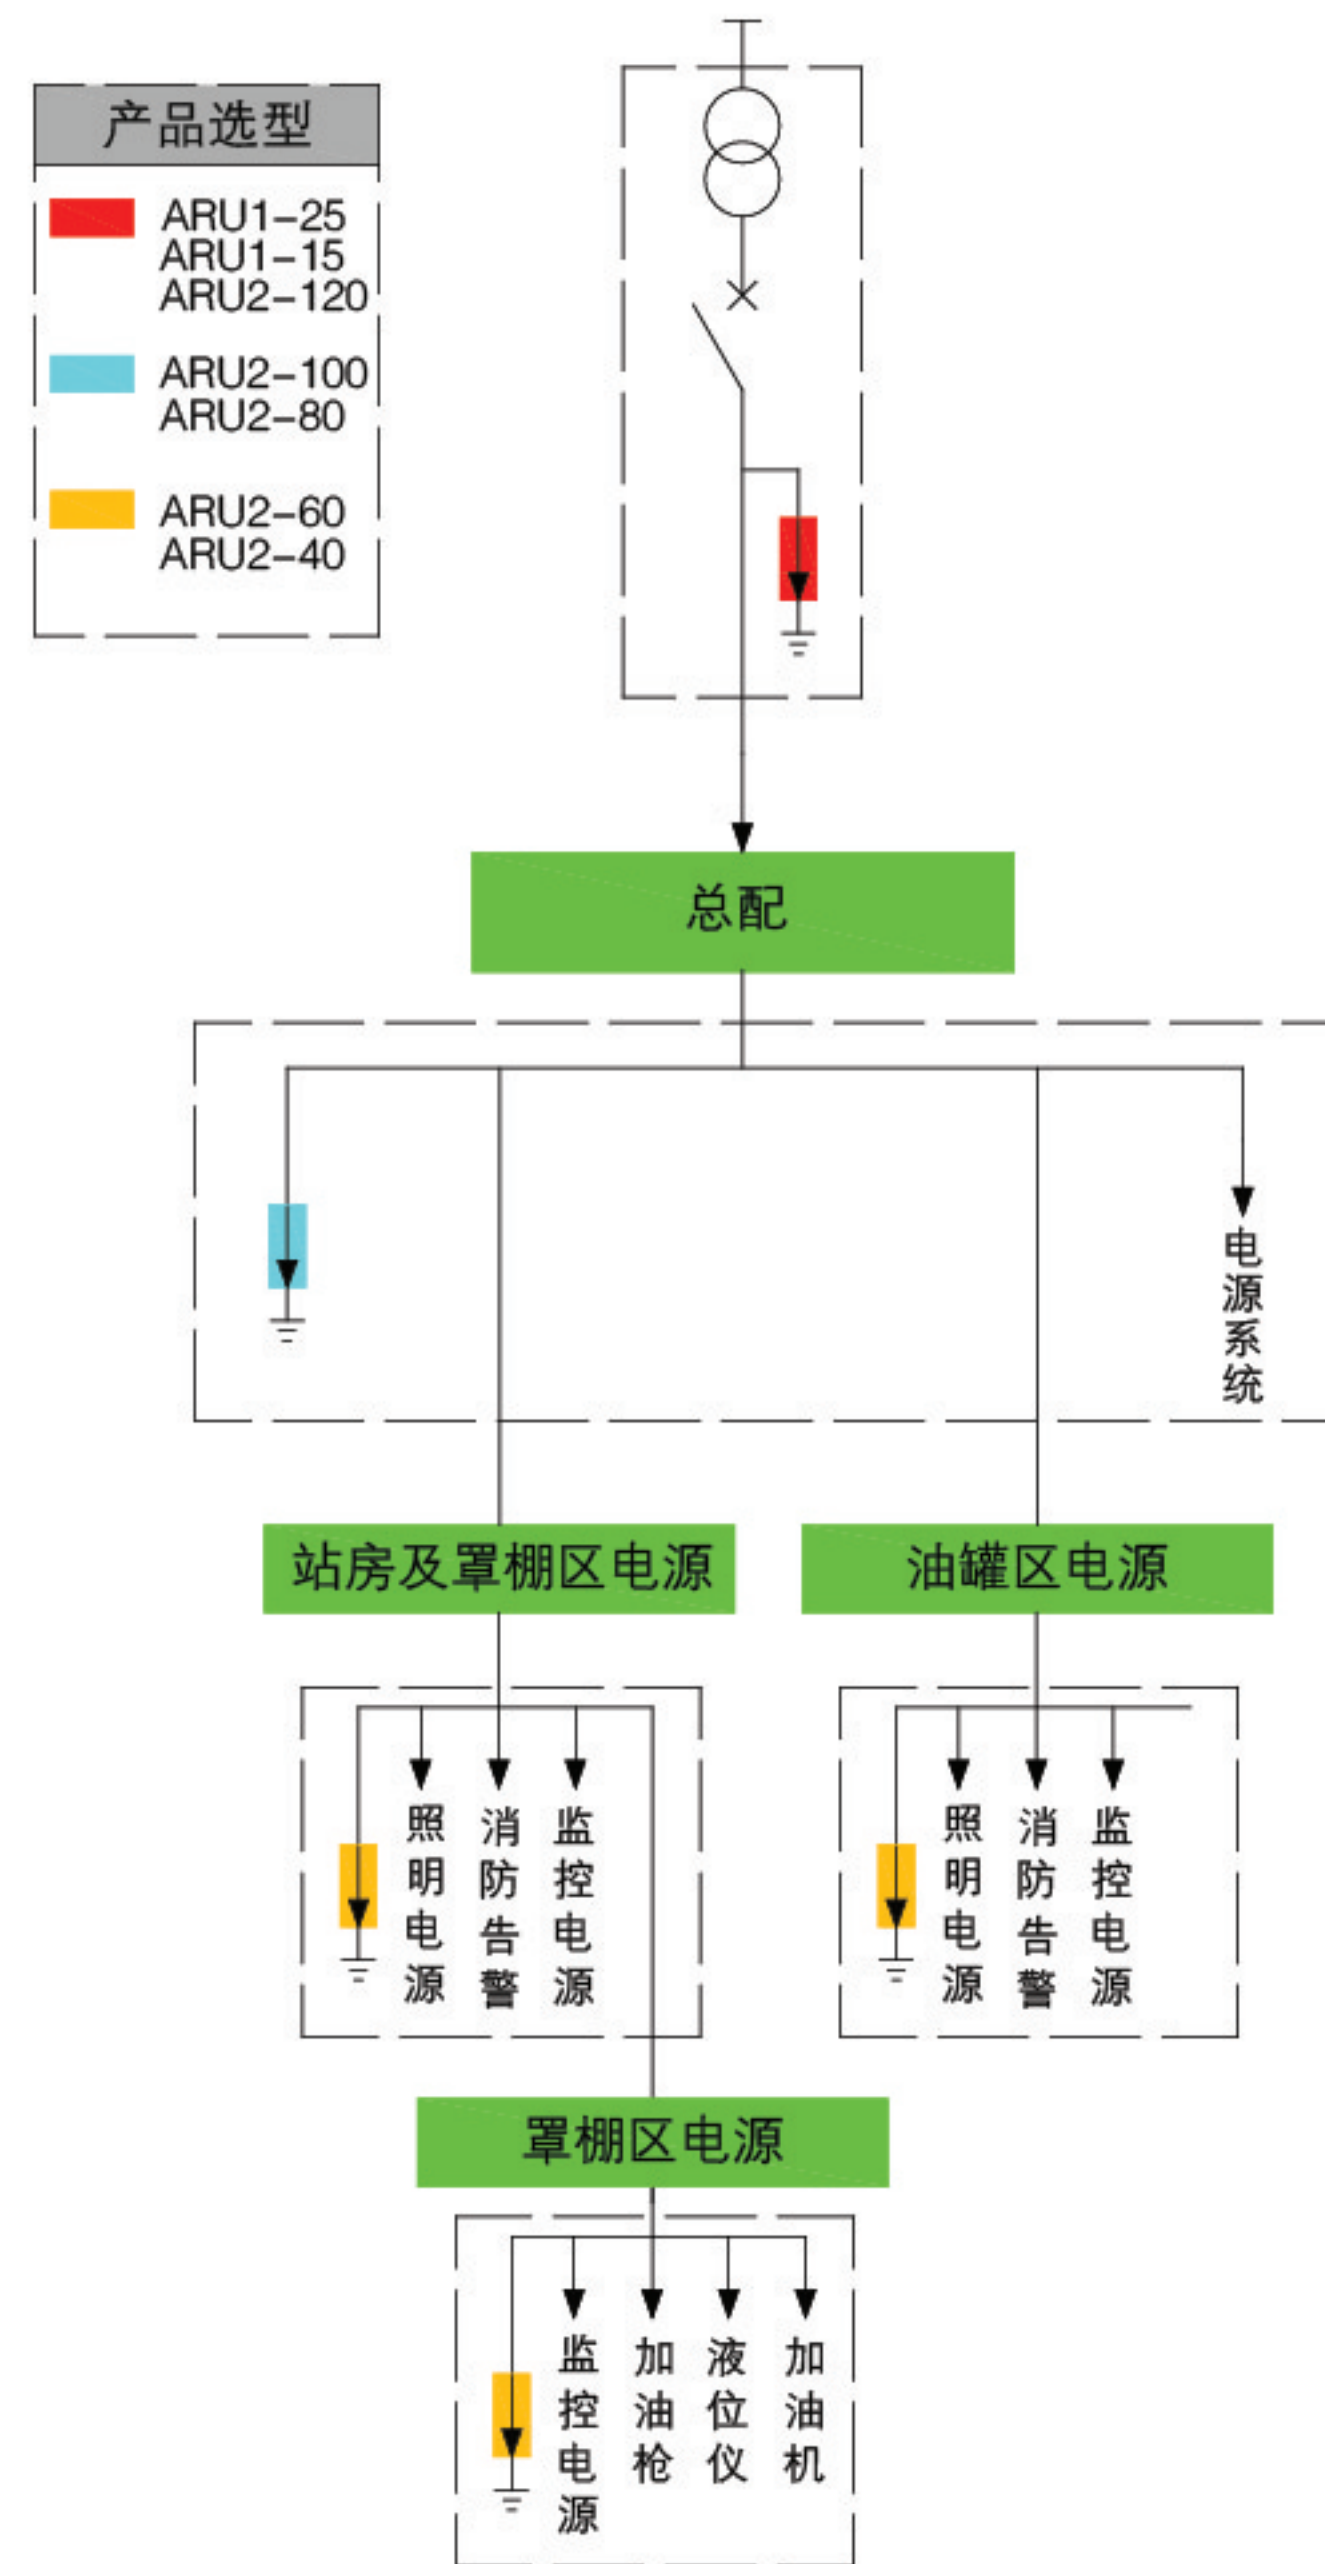 产品选型
ARU1-25
ARU1-15
ARU2-120
ARU2-100
ARU2-80
ARU2-60
ARU2-40
总配
电源系统
站房及罩棚区电源
油罐区电源
照明电源
消防告警
监控电源
照明电源
消防告警
监控电源
罩棚区电源
监控电源
加油枪
液位仪
加油机